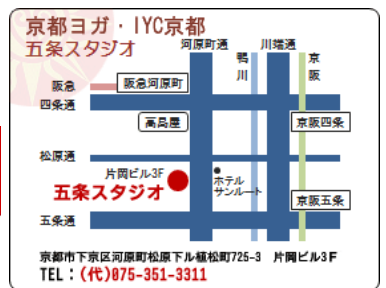 京都ヨガ・IYC京都
五条スタジオ
河原町通
川端通
鴨川
京阪
阪急
阪急河原町
四条通
高島屋
京阪四条
松原通
片岡ビル3F
五条スタジオ
ホテル
サンルート
京阪五条
五条通
京都市下京区河原町松原下ル植松町725-3 片岡ビル3F
TEL：(代)075-351-3311